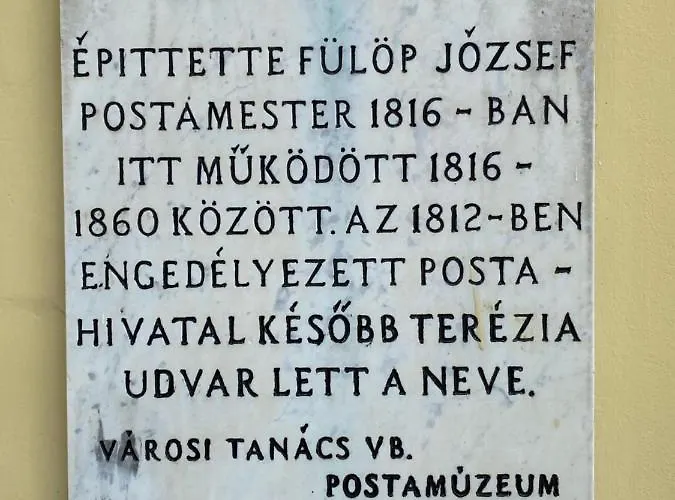 ÉPITTETTE FÜLÖP JÓZSEF
POSTAMESTER 1816 - BAN
ITT MŰKÖDÖTT 1816 -
1860 KÖZÖTT. AZ 1812-BEN
ENGEDÉLYEZETT POSTA -
HIVATAL KÉSŐBB TERÉZIA
UDVAR LETT A NEVE.
VÁROSI TANÁCS VB.
POSTAMÚZEUM